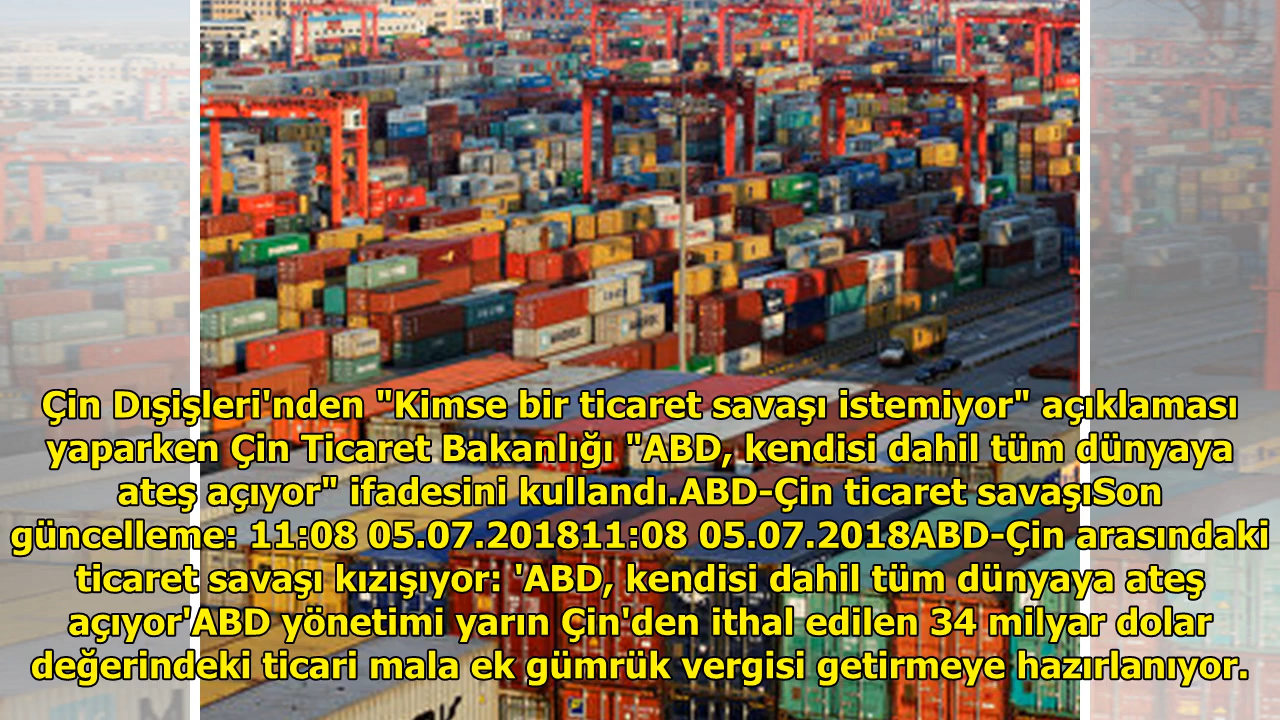 Çin Dışişleri'nden "Kimse bir ticaret savaşı istemiyor" açıklaması
yaparken Çin Ticaret Bakanlığı "ABD, kendisi dahil tüm dünyaya
ateş açıyor" ifadesini kullandı.ABD-Çin ticaret savaşıSon
güncelleme: 11:08 05.07.201811:08 05.07.2018ABD-Çin arasındaki
ticaret savaşı kızışıyor: 'ABD, kendisi dahil tüm dünyaya ateş
açıyor'ABD yönetimi yarın Çin'den ithal edilen 34 milyar dolar
değerindeki ticari mala ek gümrük vergisi getirmeye hazırlanıyor.